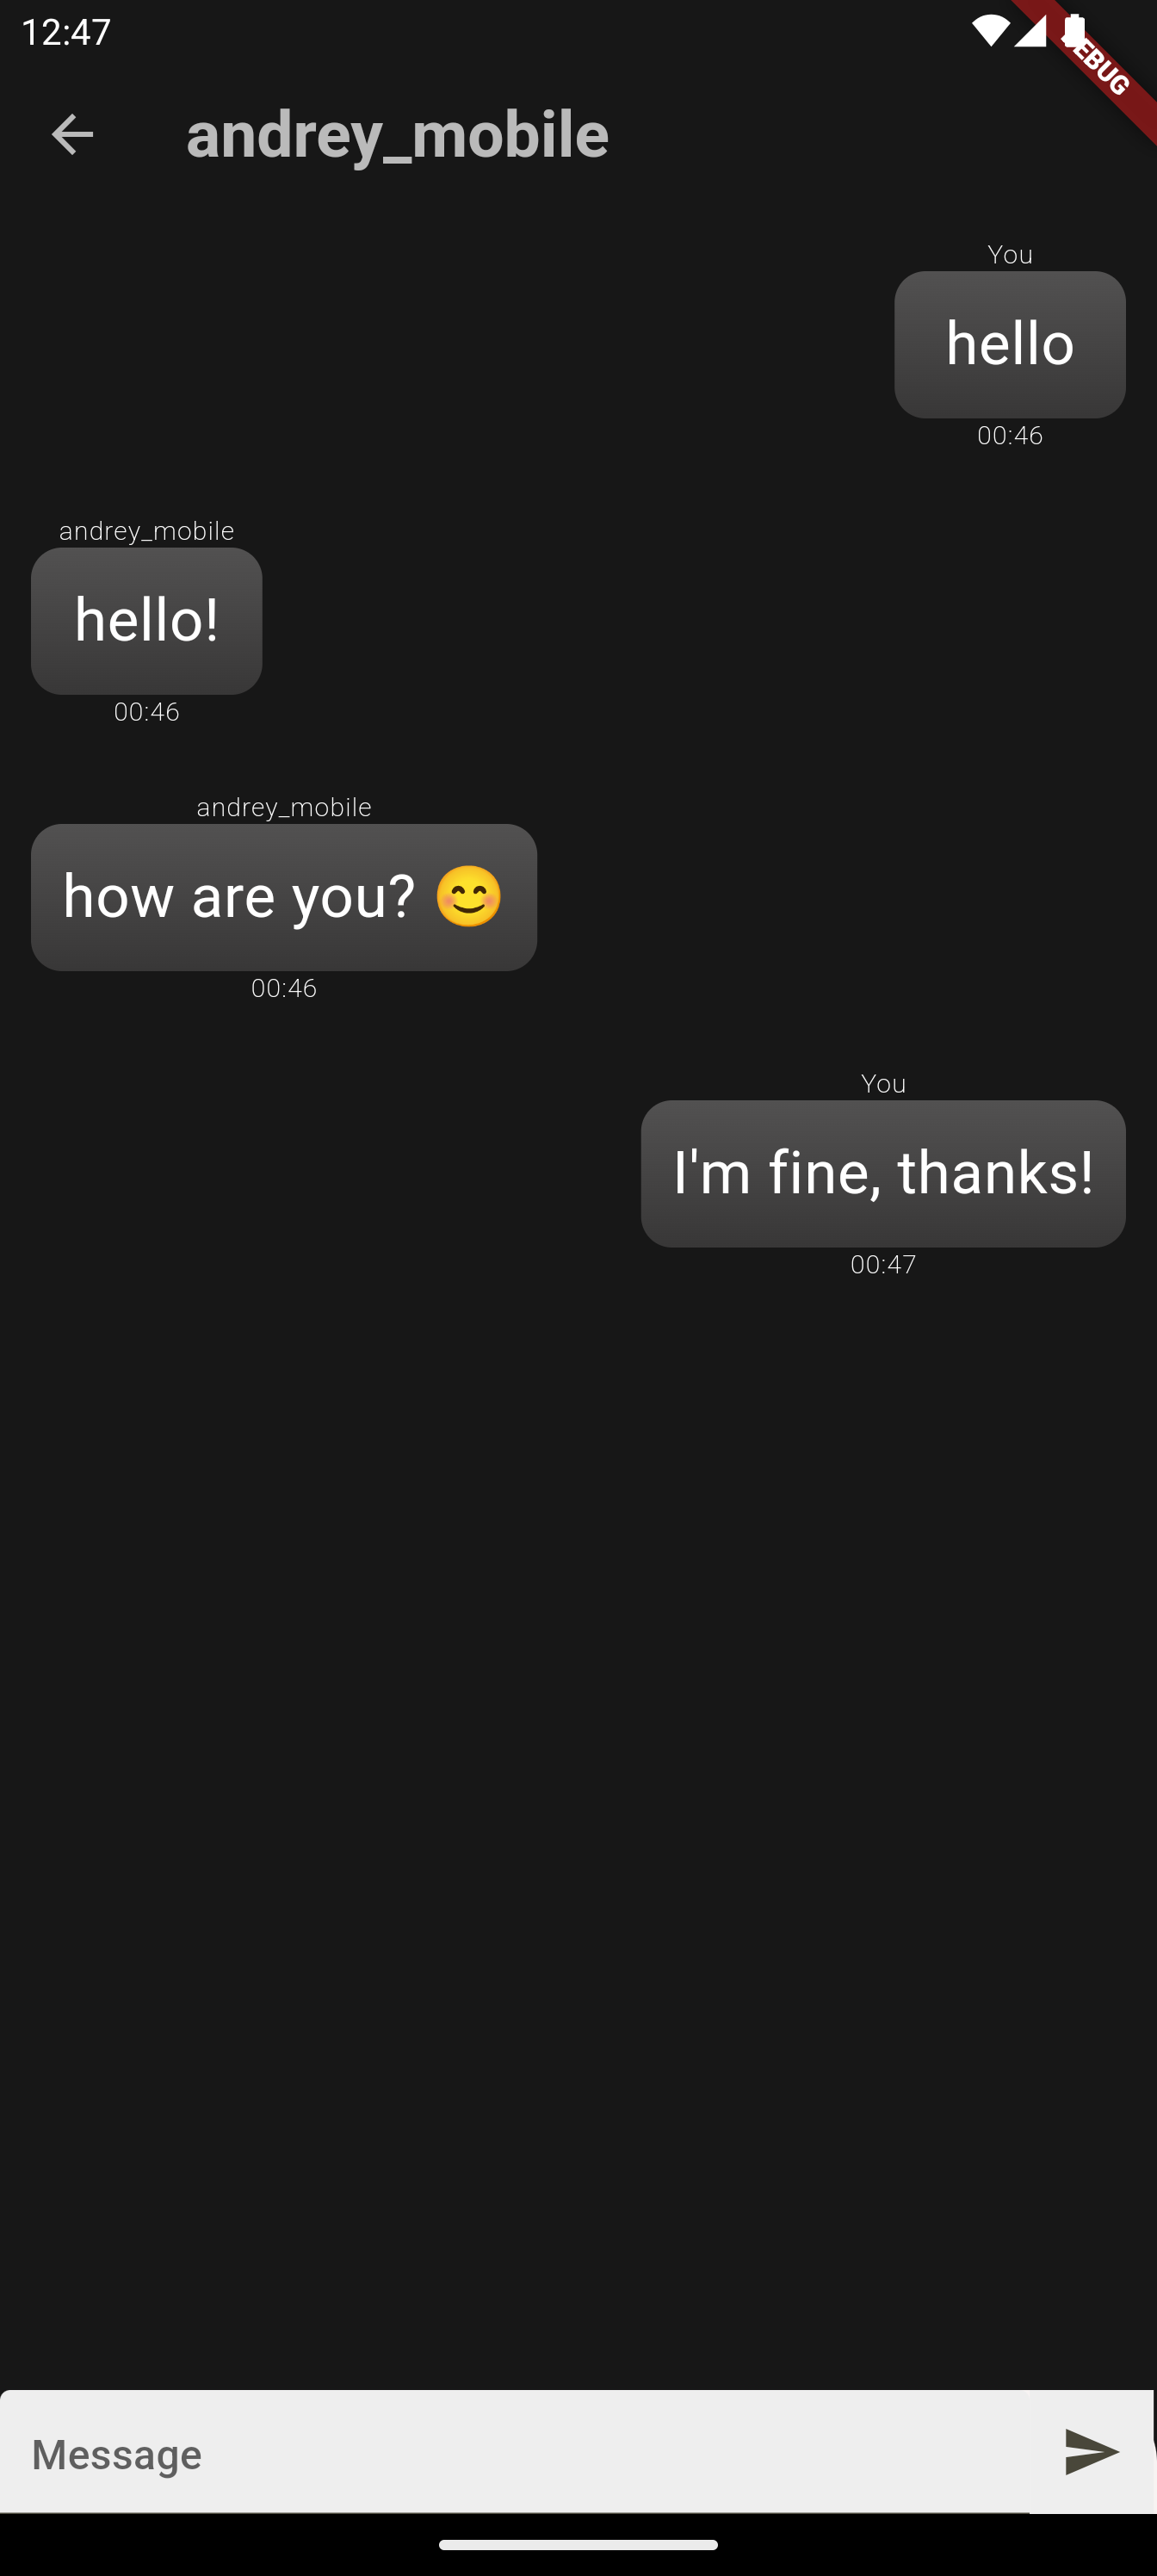 12:47
DEBUG
andrey_mobile
You
hello
00:46
andrey_mobile
hello!
00:46
andrey_mobile
how are you? 😊
00:46
You
I'm fine, thanks!
00:47
Message